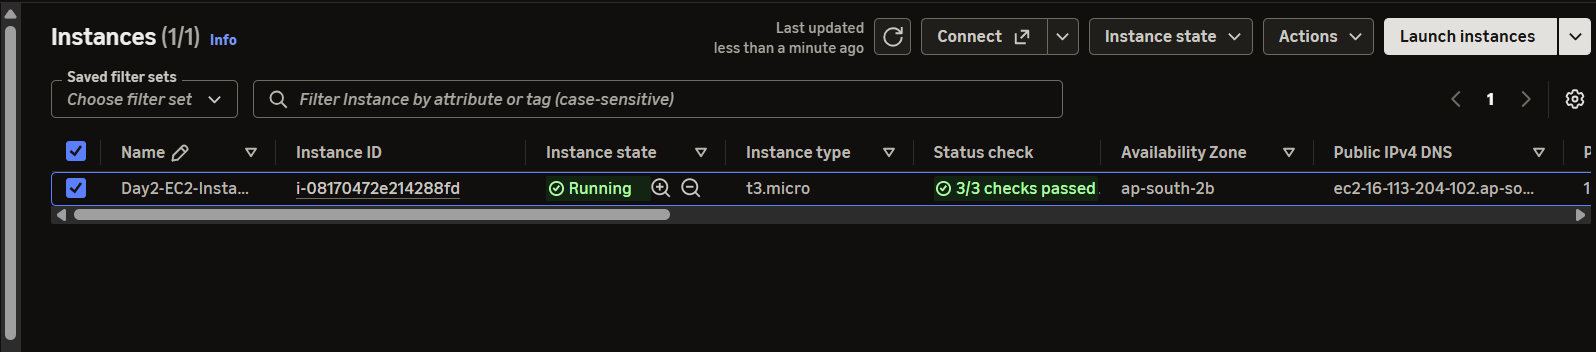 Instances (1/1) Info
Last updated
less than a minute ago
Connect
Instance state
Actions
Launch instances
Saved filter sets
Choose filter set
Filter Instance by attribute or tag (case-sensitive)
1
Name Instance ID Instance state Instance type Status check Availability Zone Public IPv4 DNS P
Day2-EC2-Insta... i-08170472e214288fd Running t3.micro 3/3 checks passed ap-south-2b ec2-16-113-204-102.ap-so... 1